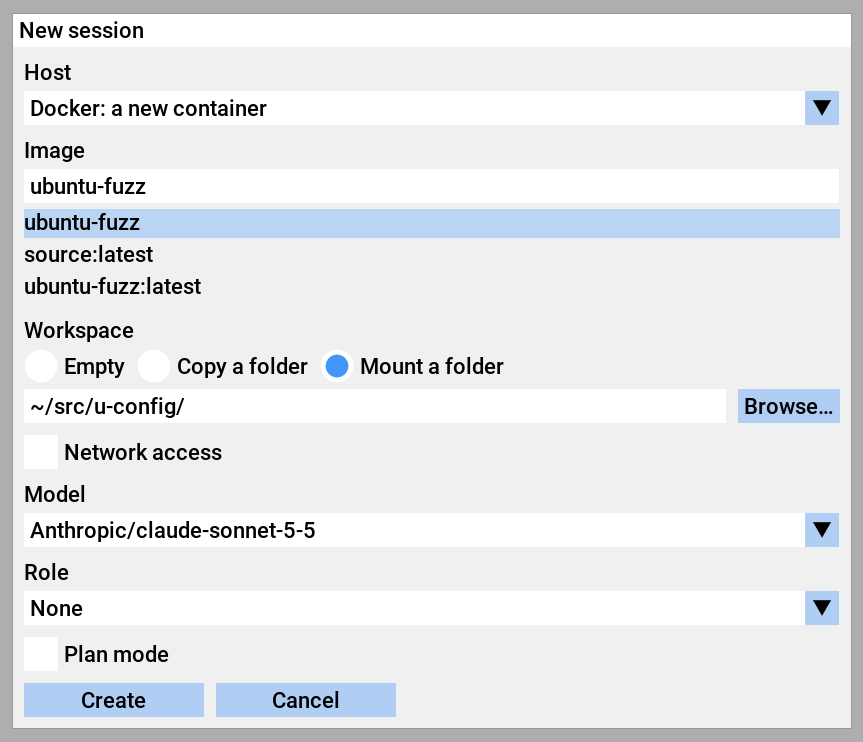 New session
Host
Docker: a new container
Image
ubuntu-fuzz
ubuntu-fuzz
source:latest
ubuntu-fuzz:latest
Workspace
Empty Copy a folder Mount a folder
~/src/u-config/ Browse...
Network access
Model
Anthropic/claude-sonnet-5-5
Role
None
Plan mode
Create Cancel